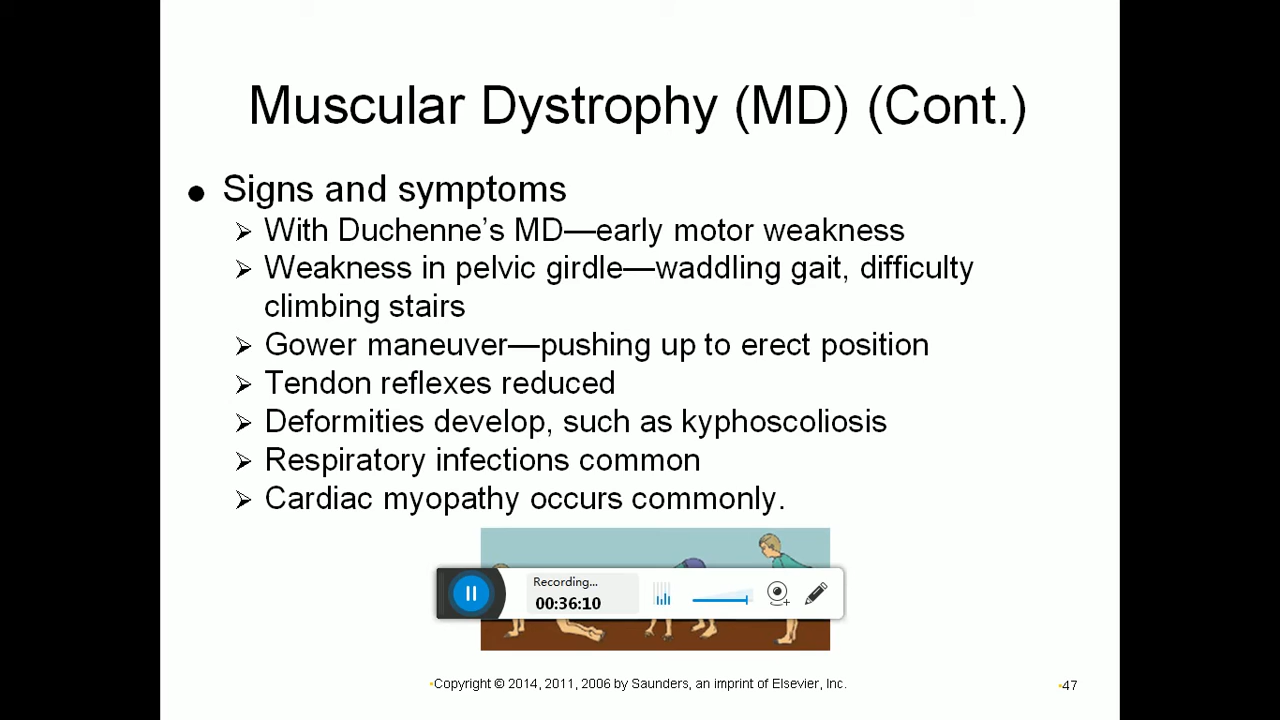 Muscular Dystrophy (MD) (Cont.)
● Signs and symptoms
➢ With Duchenne’s MD—early motor weakness
➢ Weakness in pelvic girdle—waddling gait, difficulty
climbing stairs
➢ Gower maneuver—pushing up to erect position
➢ Tendon reflexes reduced
➢ Deformities develop, such as kyphoscoliosis
➢ Respiratory infections common
➢ Cardiac myopathy occurs commonly.
Recording...
00:36:10
•Copyright © 2014, 2011, 2006 by Saunders, an imprint of Elsevier, Inc.
•47